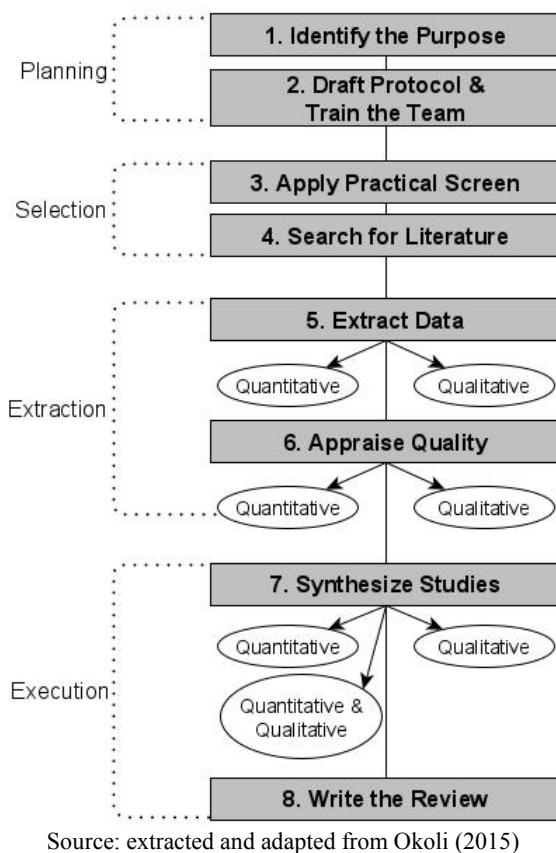 Planning
1. Identify the Purpose
2. Draft Protocol &
Train the Team
Selection
3. Apply Practical Screen
4. Search for Literature
Extraction
5. Extract Data
Quantitative
Qualitative
6. Appraise Quality
Quantitative
Qualitative
Execution
7. Synthesize Studies
Quantitative
Qualitative
Quantitative &
Qualitative
8. Write the Review
Source: extracted and adapted from Okoli (2015)